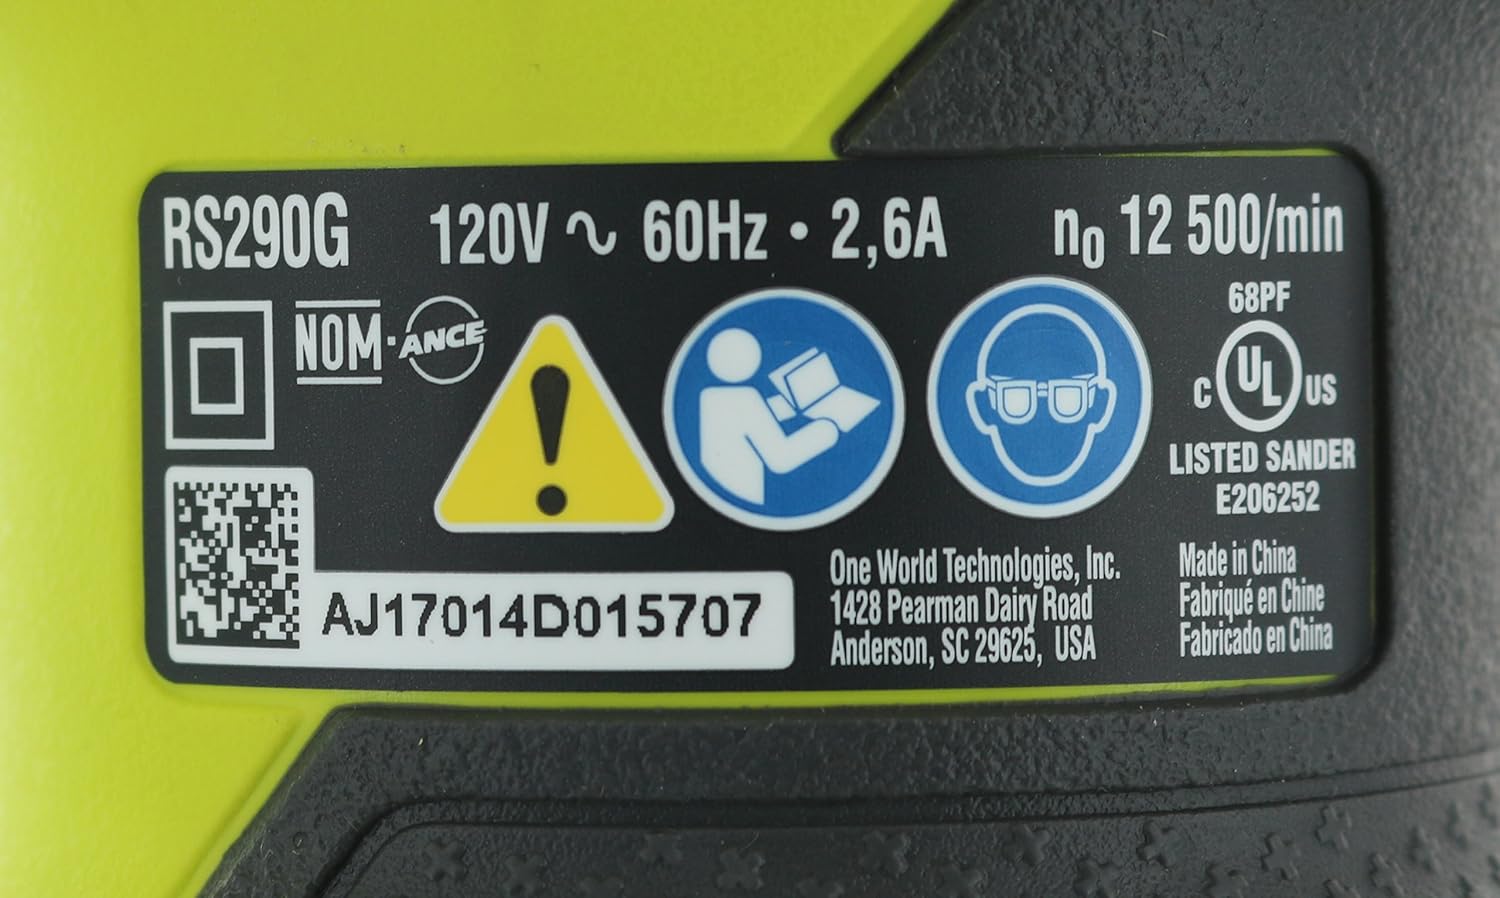 RS290G 120V ∿ 60Hz • 2,6A n₀ 12 500/min
NOM·ANCE
68PF
C UL US
LISTED SANDER
E206252
AJ17014D015707
One World Technologies, Inc.
1428 Pearman Dairy Road
Anderson, SC 29625, USA
Made in China
Fabriqué en Chine
Fabricado en China